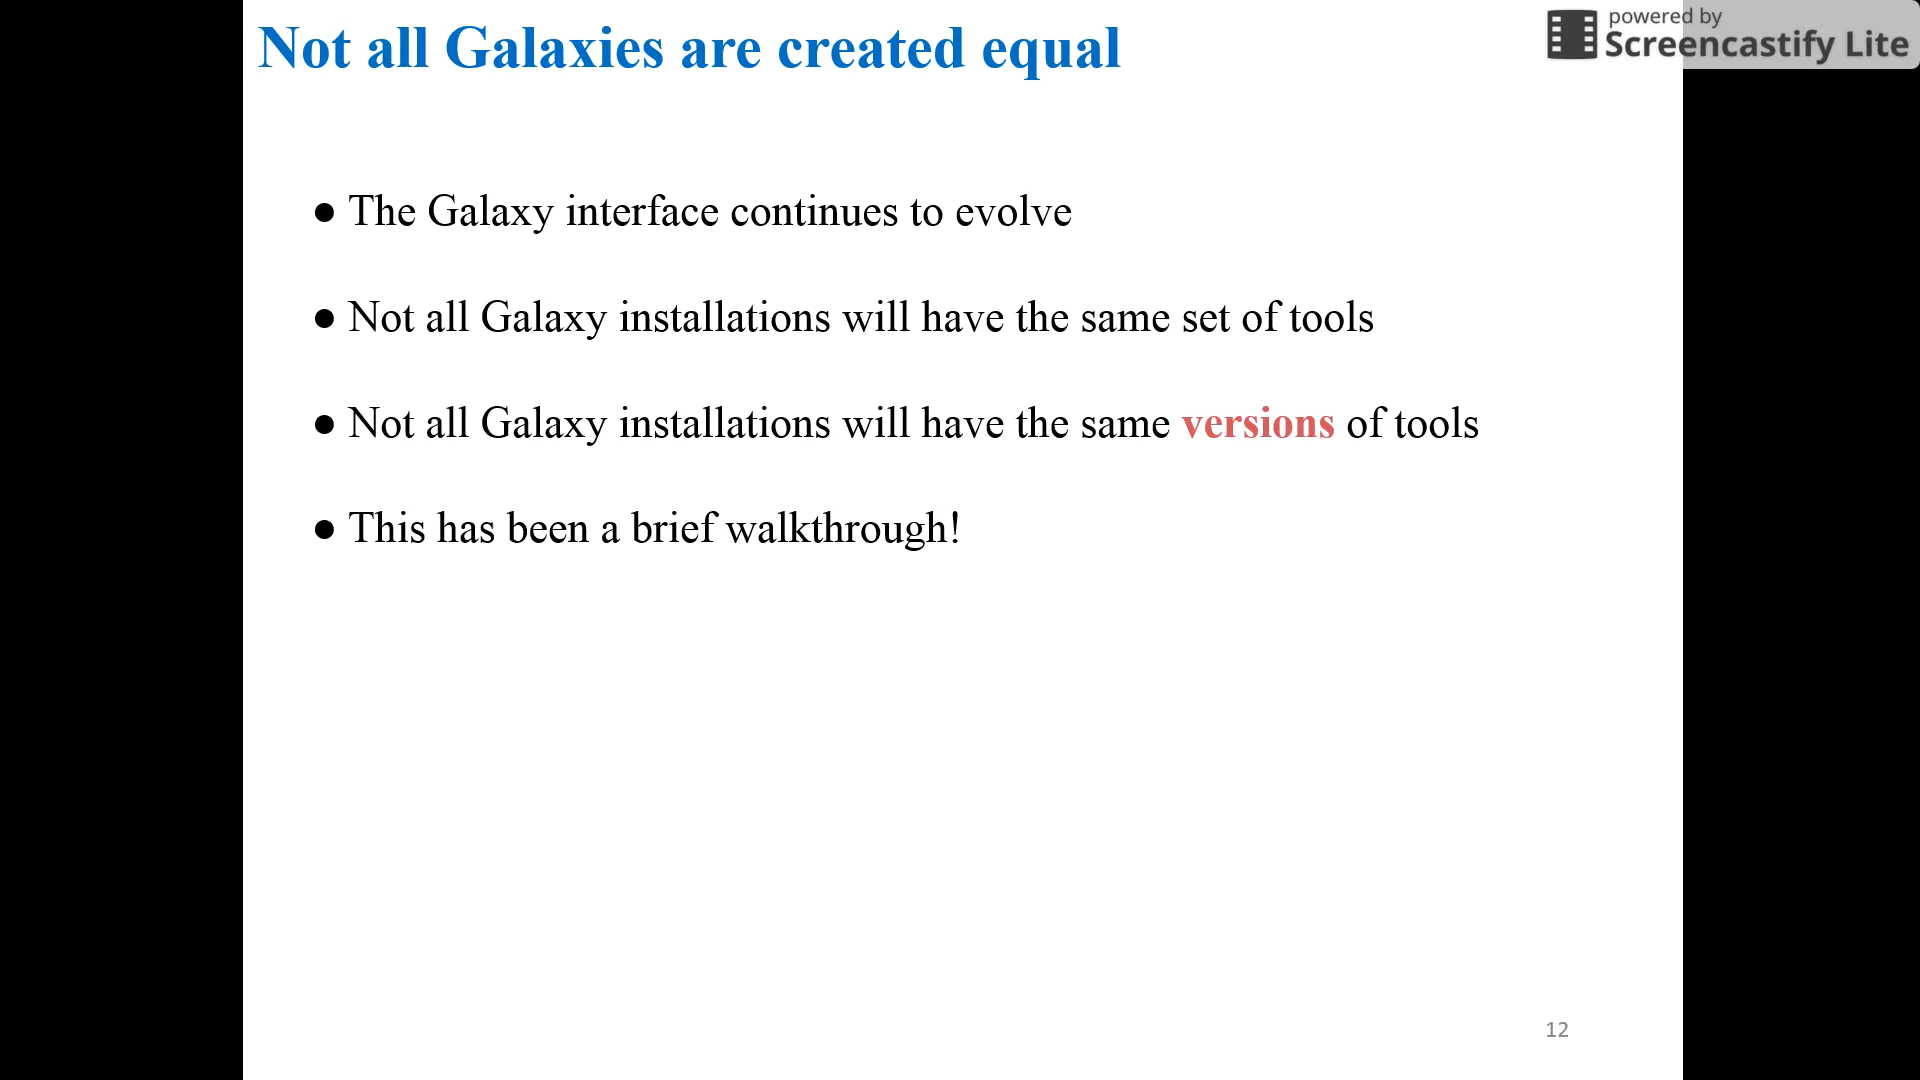 Not all Galaxies are created equal
powered by
Screencastify Lite
● The Galaxy interface continues to evolve
● Not all Galaxy installations will have the same set of tools
● Not all Galaxy installations will have the same versions of tools
● This has been a brief walkthrough!
12